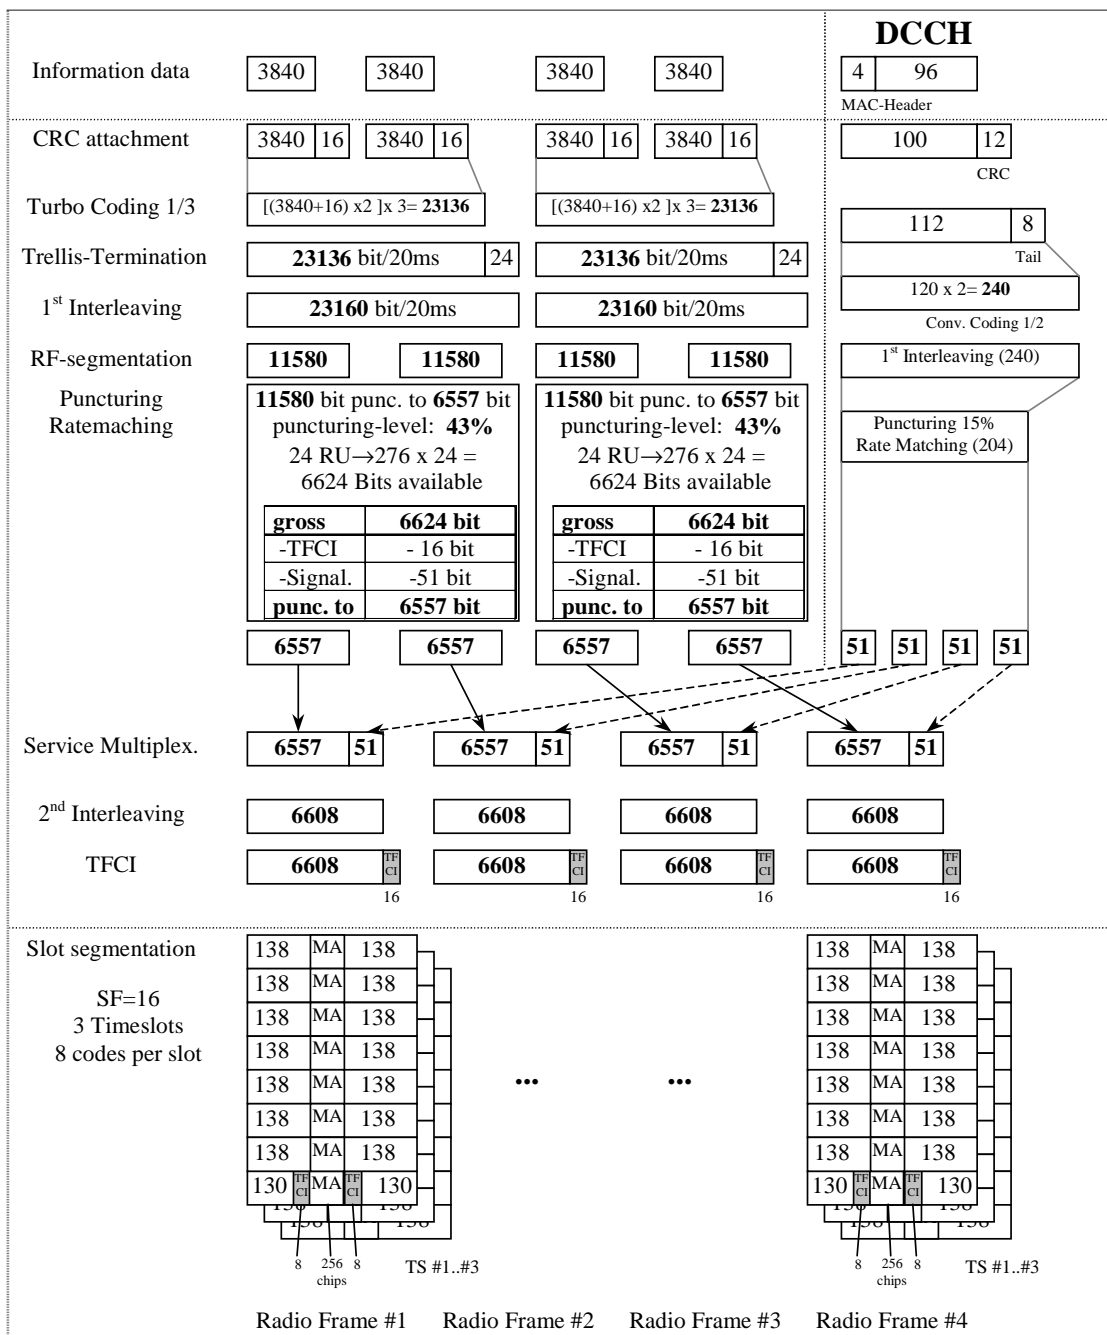 DCCH
Information data 3840 3840 3840 3840 4 96
MAC-Header
CRC attachment 3840 16 3840 16 3840 16 3840 16 100 12
CRC
Turbo Coding 1/3 [(3840+16) x2 ]x 3= 23136 [(3840+16) x2 ]x 3= 23136
112 8
Tail
Trellis-Termination 23136 bit/20ms 24 23136 bit/20ms 24
120 x 2= 240
Conv. Coding 1/2
1st Interleaving 23160 bit/20ms 23160 bit/20ms
RF-segmentation 11580 11580 11580 11580 1st Interleaving (240)
Puncturing
Ratemaching
11580 bit punc. to 6557 bit
puncturing-level: 43%
24 RU→276 x 24 =
6624 Bits available
gross 6624 bit
-TFCI - 16 bit
-Signal. -51 bit
punc. to 6557 bit
11580 bit punc. to 6557 bit
puncturing-level: 43%
24 RU→276 x 24 =
6624 Bits available
gross 6624 bit
-TFCI - 16 bit
-Signal. -51 bit
punc. to 6557 bit
Puncturing 15%
Rate Matching (204)
6557 6557 6557 6557 51 51 51 51
Service Multiplex. 6557 51 6557 51 6557 51 6557 51
2nd Interleaving 6608 6608 6608 6608
TFCI 6608 TF CI 6608 TF CI 6608 TF CI 6608 TF CI
16 16 16 16
Slot segmentation
SF=16
3 Timeslots
8 codes per slot
138 MA 138
138 MA 138
138 MA 138
138 MA 138
138 MA 138
138 MA 138
138 MA 138
130 TF CI MA TF CI 130
138 138
138 138
8 256 8
chips
TS #1..#3
... ...
138 MA 138
138 MA 138
138 MA 138
138 MA 138
138 MA 138
138 MA 138
138 MA 138
130 TF CI MA TF CI 130
138 138
138 138
8 256 8
chips
TS #1..#3
Radio Frame #1 Radio Frame #2 Radio Frame #3 Radio Frame #4